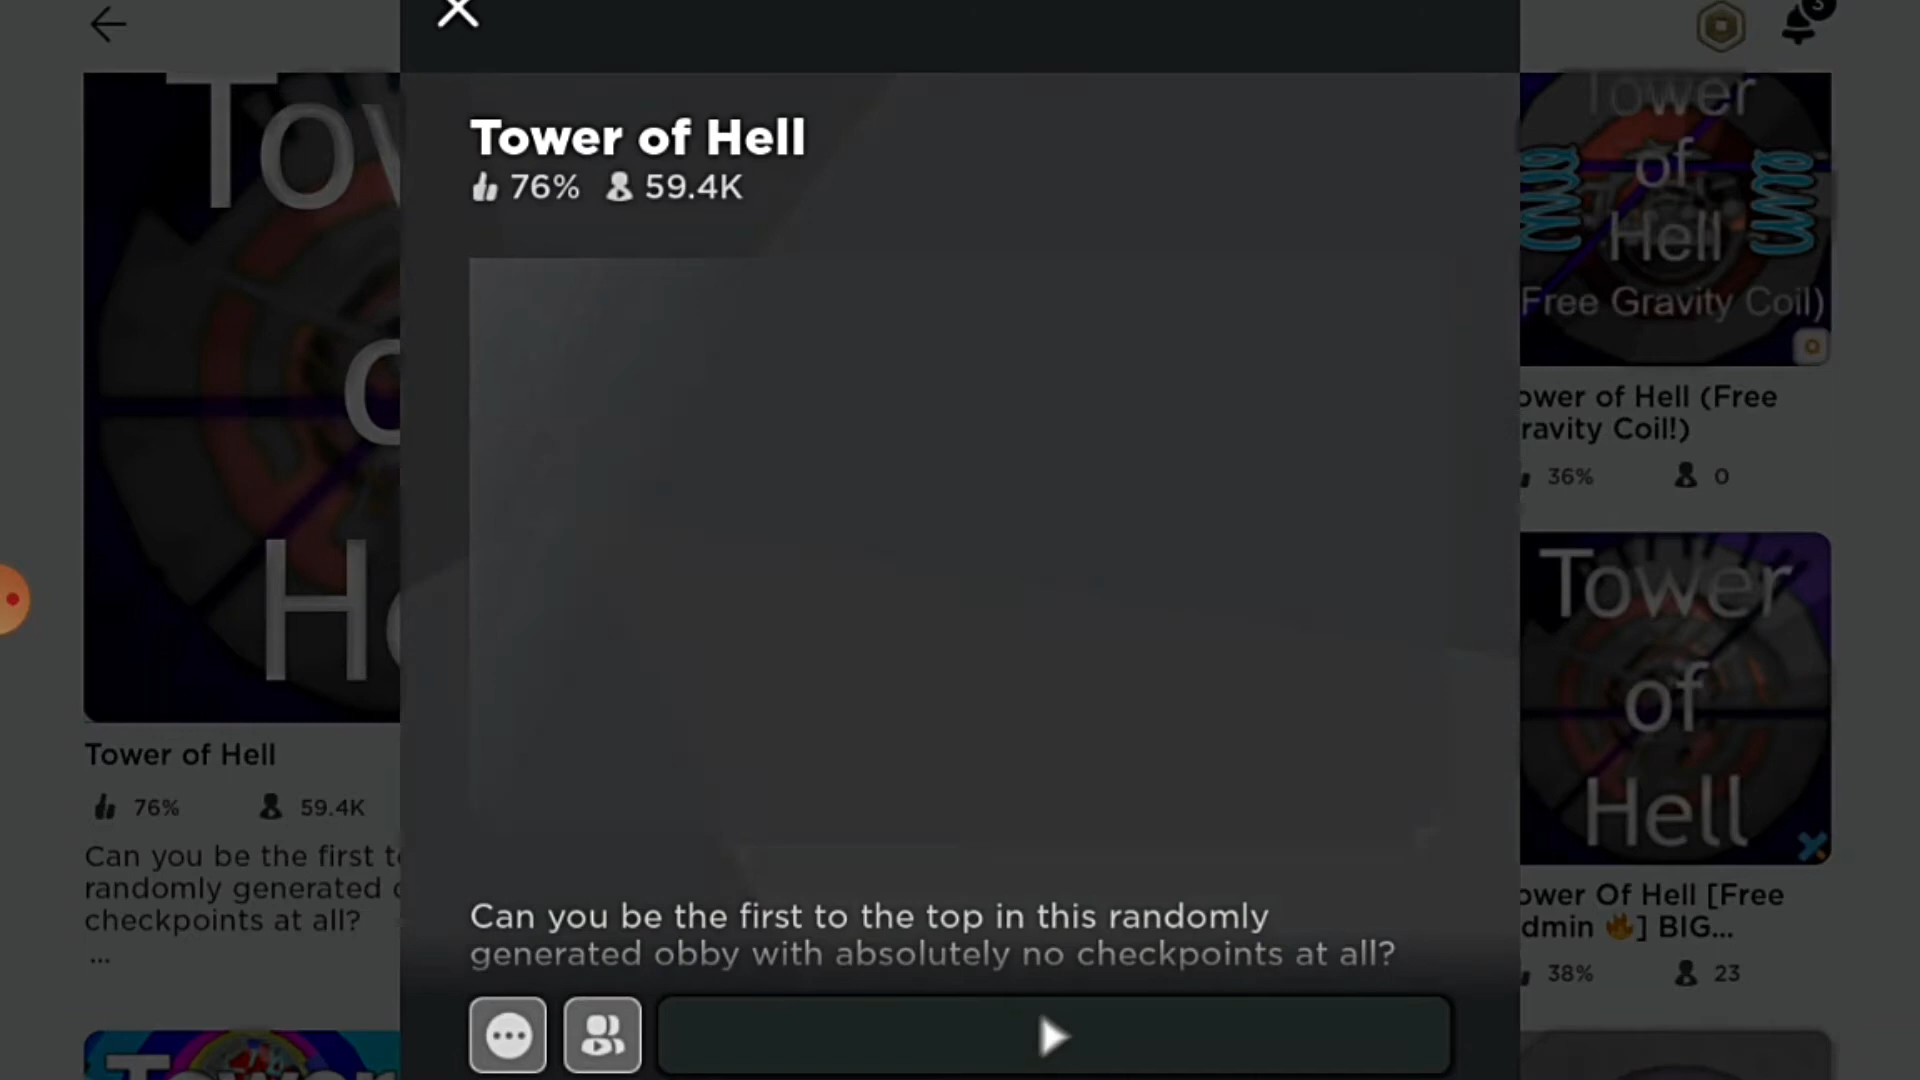 3
Tow
o
He
Tower of Hell
76% 59.4K
Can you be the first t
randomly generated
checkpoints at all?
...
Tower of Hell
76% 59.4K
Can you be the first to the top in this randomly
generated obby with absolutely no checkpoints at all?
Tower
of
Hell
Free Gravity Coil)
ower of Hell (Free
ravity Coil!)
36% 0
Tower
of
Hell
ower Of Hell [Free
dmin 🔥] BIG...
38% 23